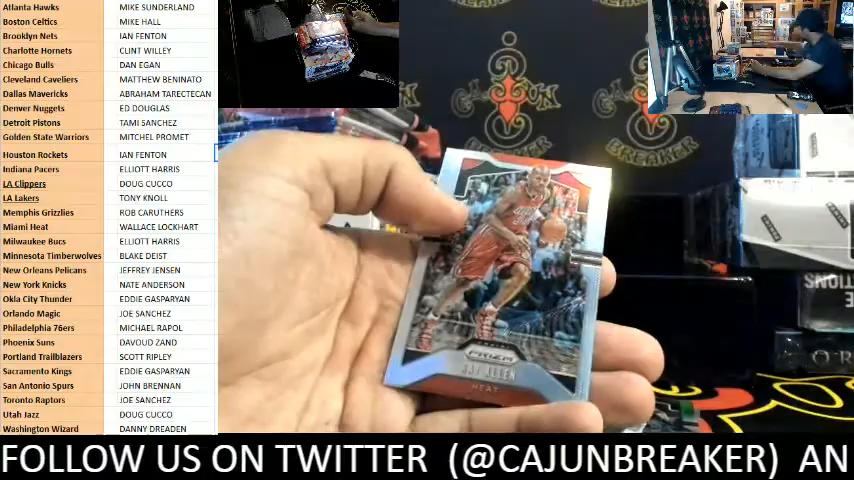 Atlanta Hawks MIKE SUNDERLAND
Boston Celtics MIKE HALL
Brooklyn Nets IAN FENTON
Charlotte Hornets CLINT WILLEY
Chicago Bulls DAN EGAN
Cleveland Cavaliers MATTHEW BENINATO
Dallas Mavericks ABRAHAM TARECTECAN
Denver Nuggets ED DOUGLAS
Detroit Pistons TAMI SANCHEZ
Golden State Warriors MITCHEL PROMET
Houston Rockets IAN FENTON
Indiana Pacers ELLIOTT HARRIS
LA Clippers DOUG CUCCO
LA Lakers TONY KNOLL
Memphis Grizzlies ROB CARUTHERS
Miami Heat WALLACE LOCKHART
Milwaukee Bucs ELLIOTT HARRIS
Minnesota Timberwolves BLAKE DEIST
New Orleans Pelicans JEFFREY JENSEN
New York Knicks NATE ANDERSON
Okla City Thunder EDDIE GASPARYAN
Orlando Magic JOE SANCHEZ
Philadelphia 76ers MICHAEL RAPOL
Phoenix Suns DAVOUD ZAND
Portland Trailblazers SCOTT RIPLEY
Sacramento Kings EDDIE GASPARYAN
San Antonio Spurs JOHN BRENNAN
Toronto Raptors JOE SANCHEZ
Utah Jazz DOUG CUCCO
Washington Wizard DANNY DREADEN
CAJUN
BREAKER
CAJUN
BREAKER
PRIZM
RAY ALLEN
HEAT
FOLLOW US ON TWITTER (@CAJUNBREAKER) AN